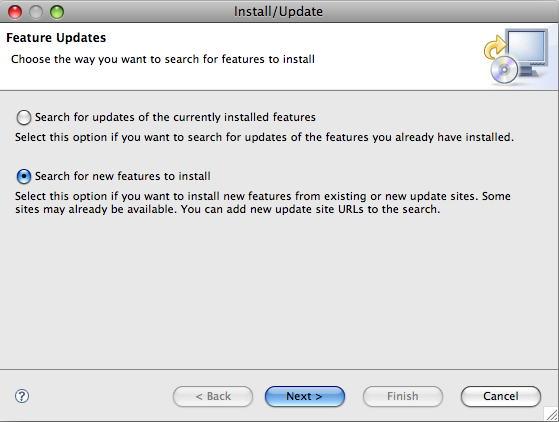 Install/Update
Feature Updates
Choose the way you want to search for features to install
Search for updates of the currently installed features
Select this option if you want to search for updates of the features you already have installed.
Search for new features to install
Select this option if you want to install new features from existing or new update sites. Some
sites may already be available. You can add new update site URLs to the search.
?
< Back
Next >
Finish
Cancel